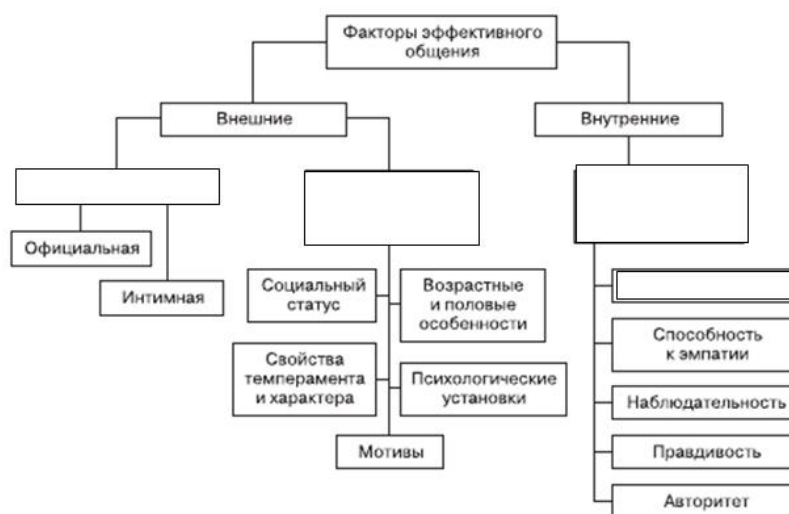 Факторы эффективного
общения
Внешние
Внутренние
Официальная
Интимная
Социальный
статус
Возрастные
и половые
особенности
Свойства
темперамента
и характера
Психологические
установки
Мотивы
Способность
к эмпатии
Наблюдательность
Правдивость
Авторитет